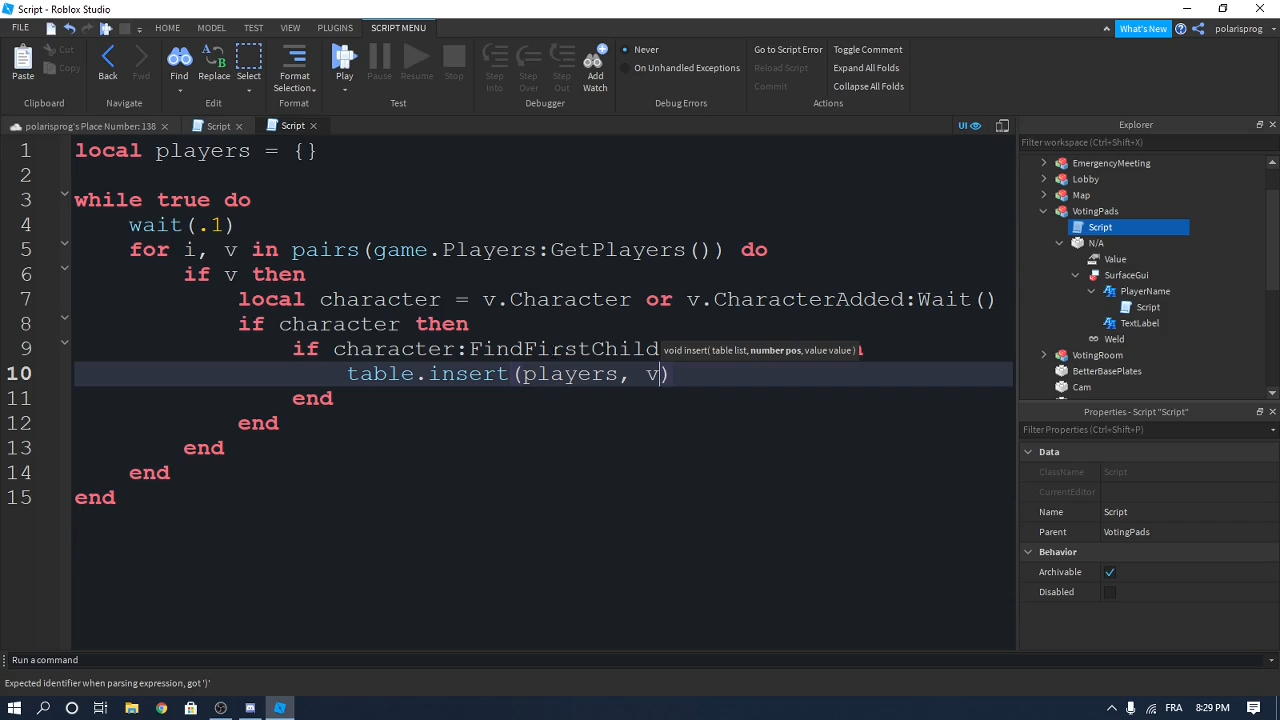 Script - Roblox Studio
FILE HOME MODEL TEST VIEW PLUGINS SCRIPT MENU What's New polarisprog
Paste Cut Copy Back Fwd Find Replace Select Format Selection Play Pause Resume Stop Step Into Step Over Step Out Add Watch Never On Unhandled Exceptions Go to Script Error Reload Script Commit Toggle Comment Expand All Folds Collapse All Folds
Clipboard Navigate Edit Format Test Debugger Debug Errors Actions
polarisprog's Place Number: 138 Script Script UI Explorer
Filter workspace (Ctrl+Shift+X)
1 local players = {}
2
3 while true do
4 wait(.1)
5 for i, v in pairs(game.Players:GetPlayers()) do
6 if v then
7 local character = v.Character or v.CharacterAdded:Wait()
8 if character then
9 if character:FindFirstChild
void insert( table list, number pos, value value )
10 table.insert(players, v)
11 end
12 end
13 end
14 end
15 end
EmergencyMeeting
Lobby
Map
VotingPads
Script
N/A
Value
SurfaceGui
PlayerName
Script
TextLabel
Weld
VotingRoom
BetterBasePlates
Cam
Properties - Script "Script"
Filter Properties (Ctrl+Shift+P)
Data
ClassName Script
CurrentEditor
Name Script
Parent VotingPads
Behavior
Archivable
Disabled
Run a command
Expected identifier when parsing expression, got ')'
FRA 8:29 PM